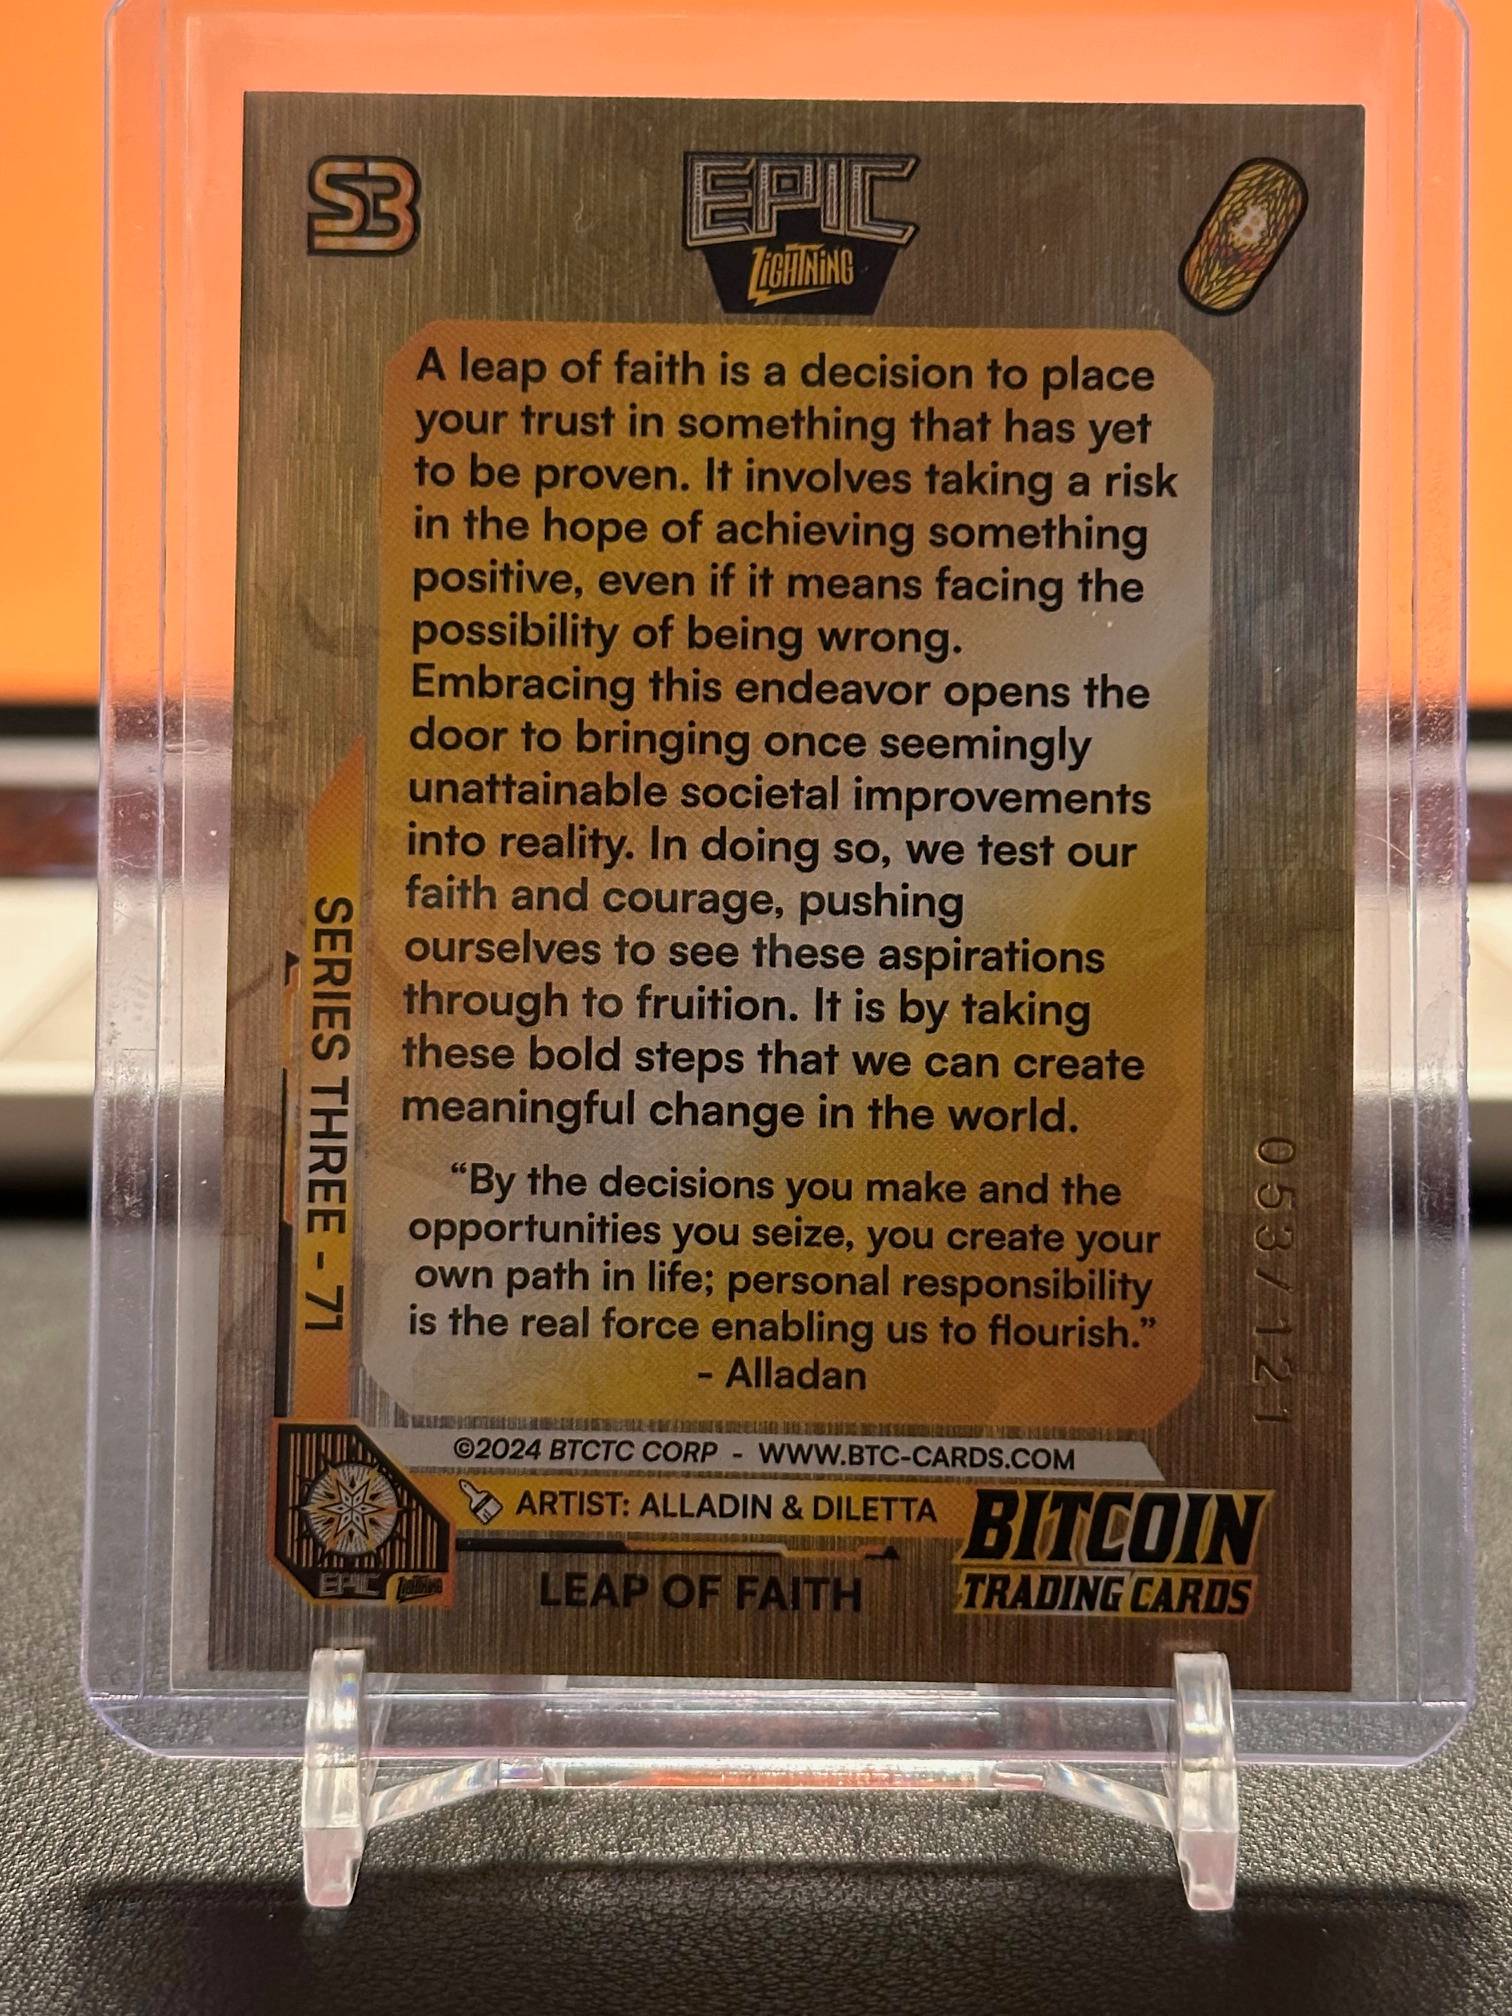 S3
EPIC
LIGHTNING
A leap of faith is a decision to place
your trust in something that has yet
to be proven. It involves taking a risk
in the hope of achieving something
positive, even if it means facing the
possibility of being wrong.
Embracing this endeavor opens the
door to bringing once seemingly
unattainable societal improvements
into reality. In doing so, we test our
faith and courage, pushing
ourselves to see these aspirations
through to fruition. It is by taking
these bold steps that we can create
meaningful change in the world.
“By the decisions you make and the
opportunities you seize, you create your
own path in life; personal responsibility
is the real force enabling us to flourish.”
- Alladan
SERIES THREE - 71
053/121
©2024 BTCTC CORP - WWW.BTC-CARDS.COM
ARTIST: ALLADIN & DILETTA
EPIC LIGHTNING
LEAP OF FAITH
BITCOIN
TRADING CARDS